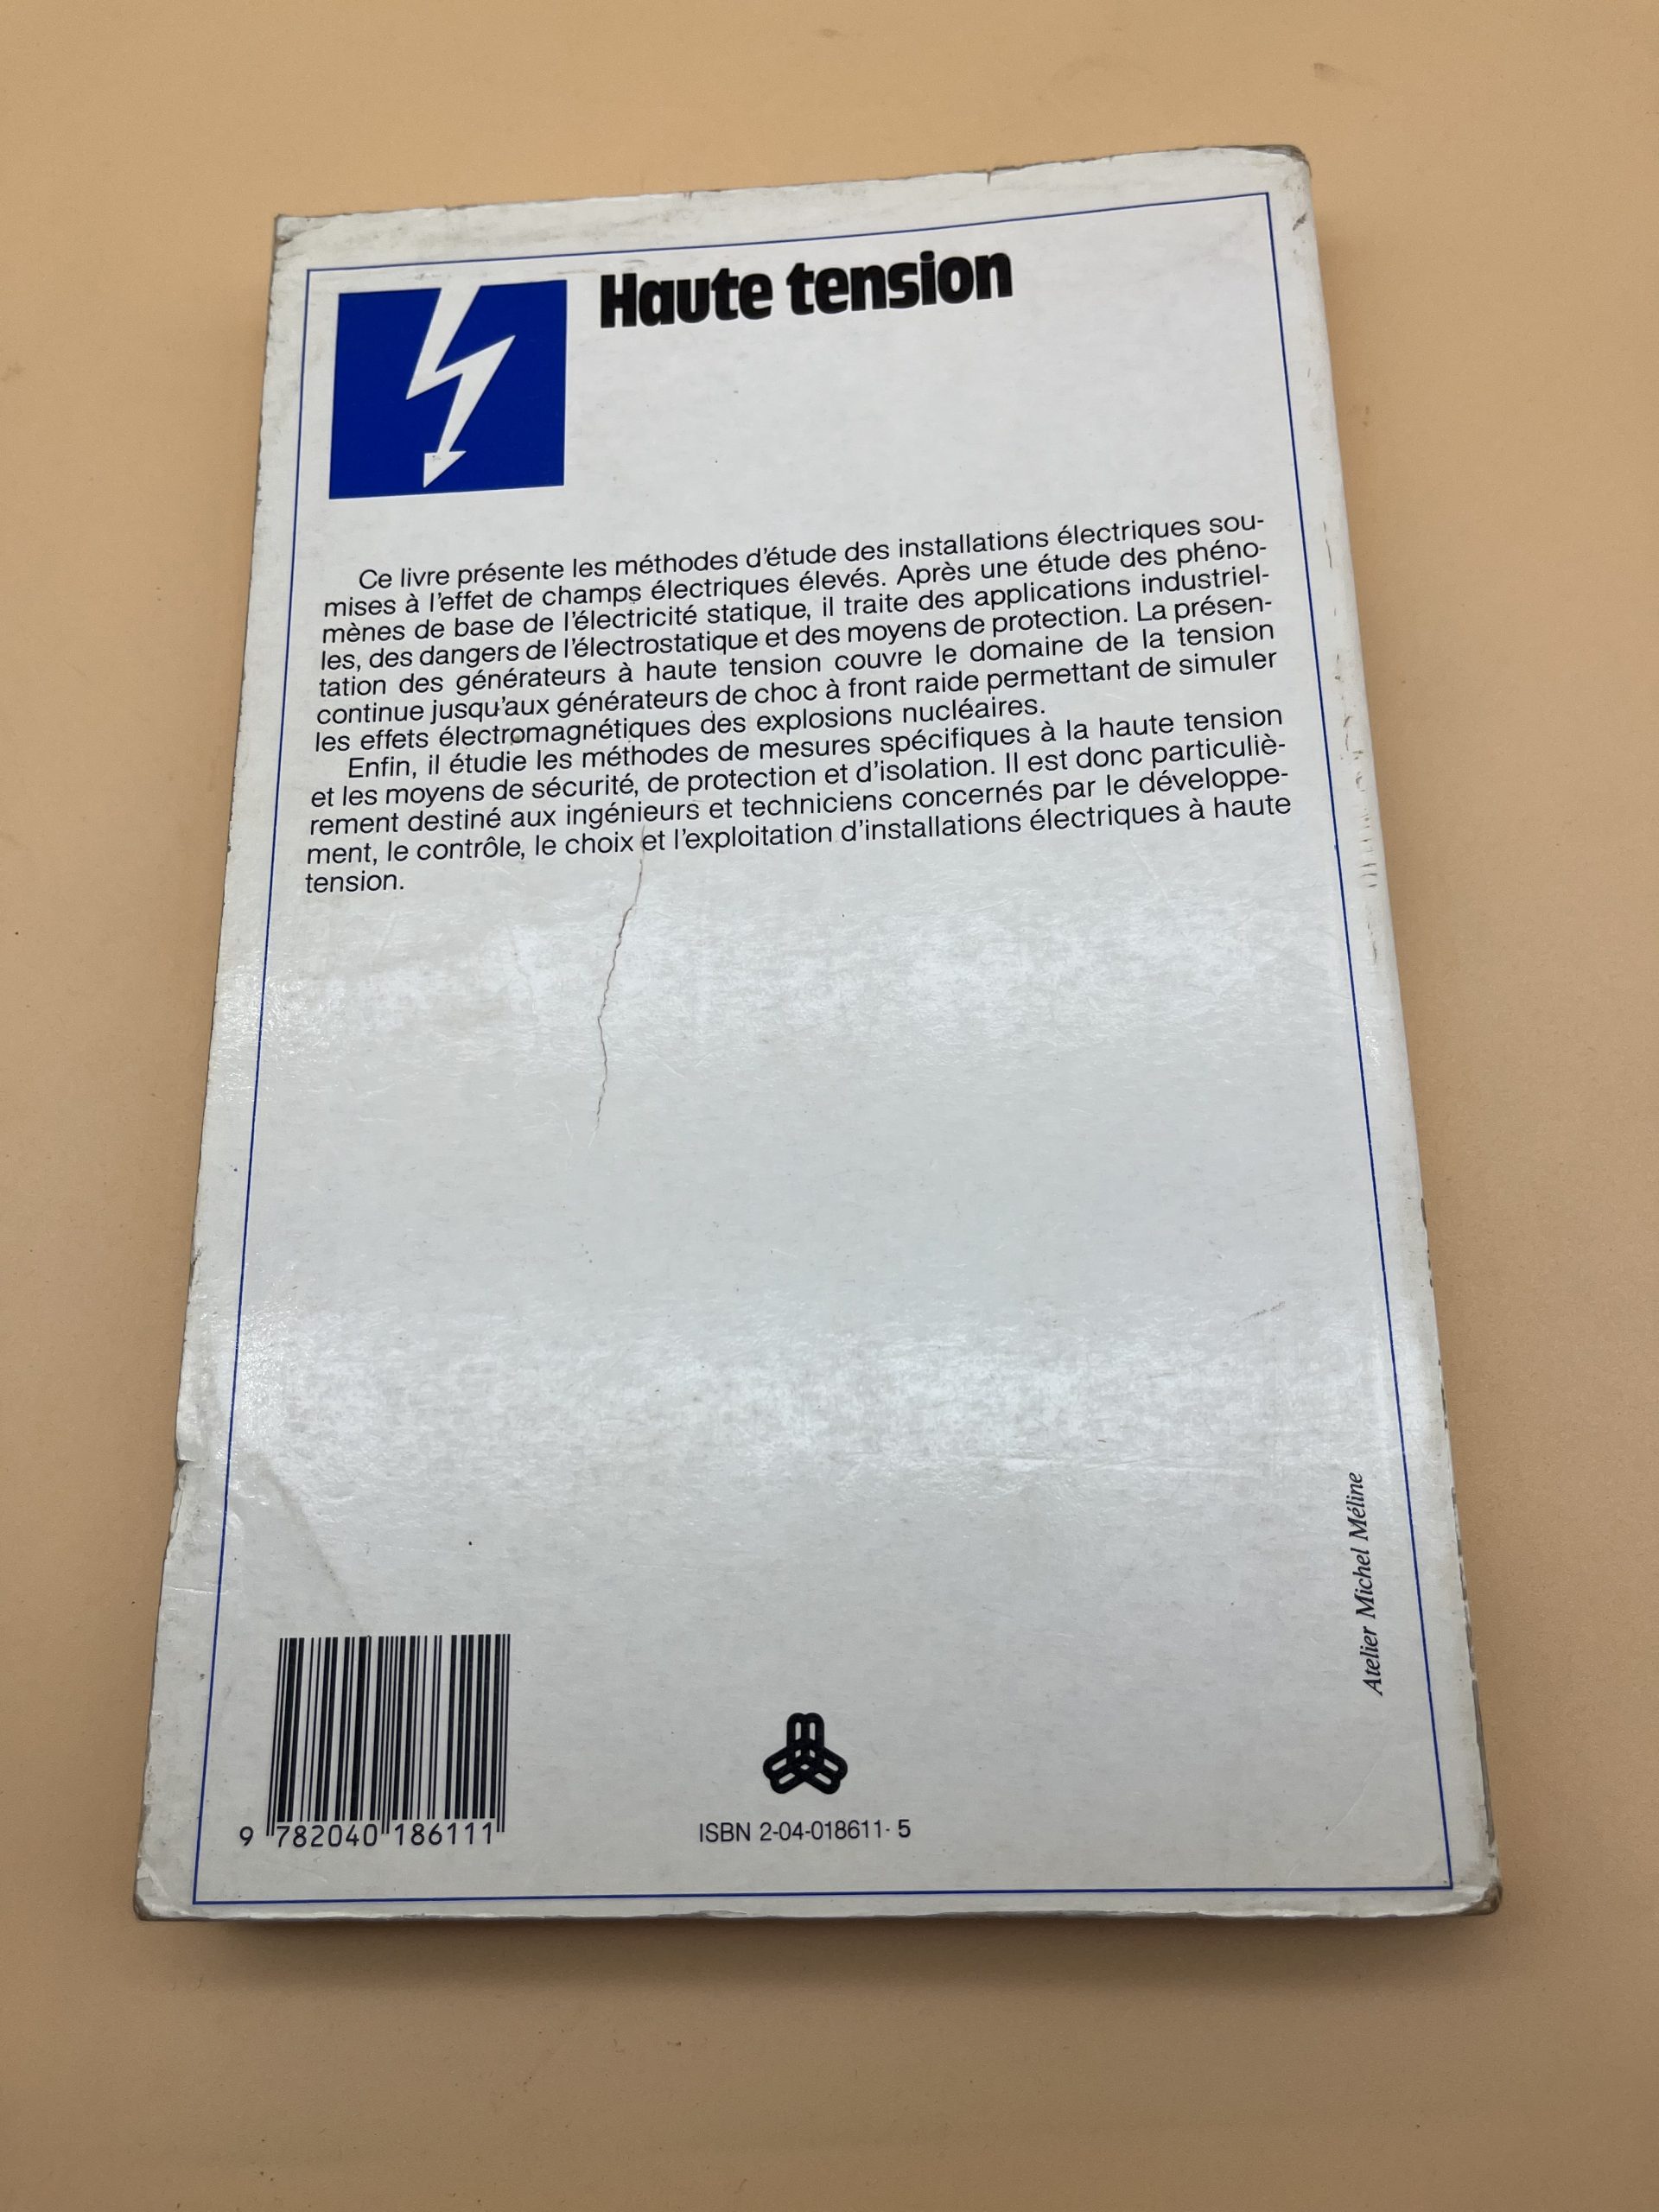 Haute tension
Ce livre présente les méthodes d'étude des installations électriques sou-
mises à l'effet de champs électriques élevés. Après une étude des phéno-
mènes de base de l'électricité statique, il traite des applications industriel-
les, des dangers de l'électrostatique et des moyens de protection. La présen-
tation des générateurs à haute tension couvre le domaine de la tension
continue jusqu'aux générateurs de choc à front raide permettant de simuler
les effets électromagnétiques des explosions nucléaires.
Enfin, il étudie les méthodes de mesures spécifiques à la haute tension
et les moyens de sécurité, de protection et d'isolation. Il est donc particuliè-
rement destiné aux ingénieurs et techniciens concernés par le développe-
ment, le contrôle, le choix et l'exploitation d'installations électriques à haute
tension.
Atelier Michel Méline
9 782040 186111
ISBN 2-04-018611-5